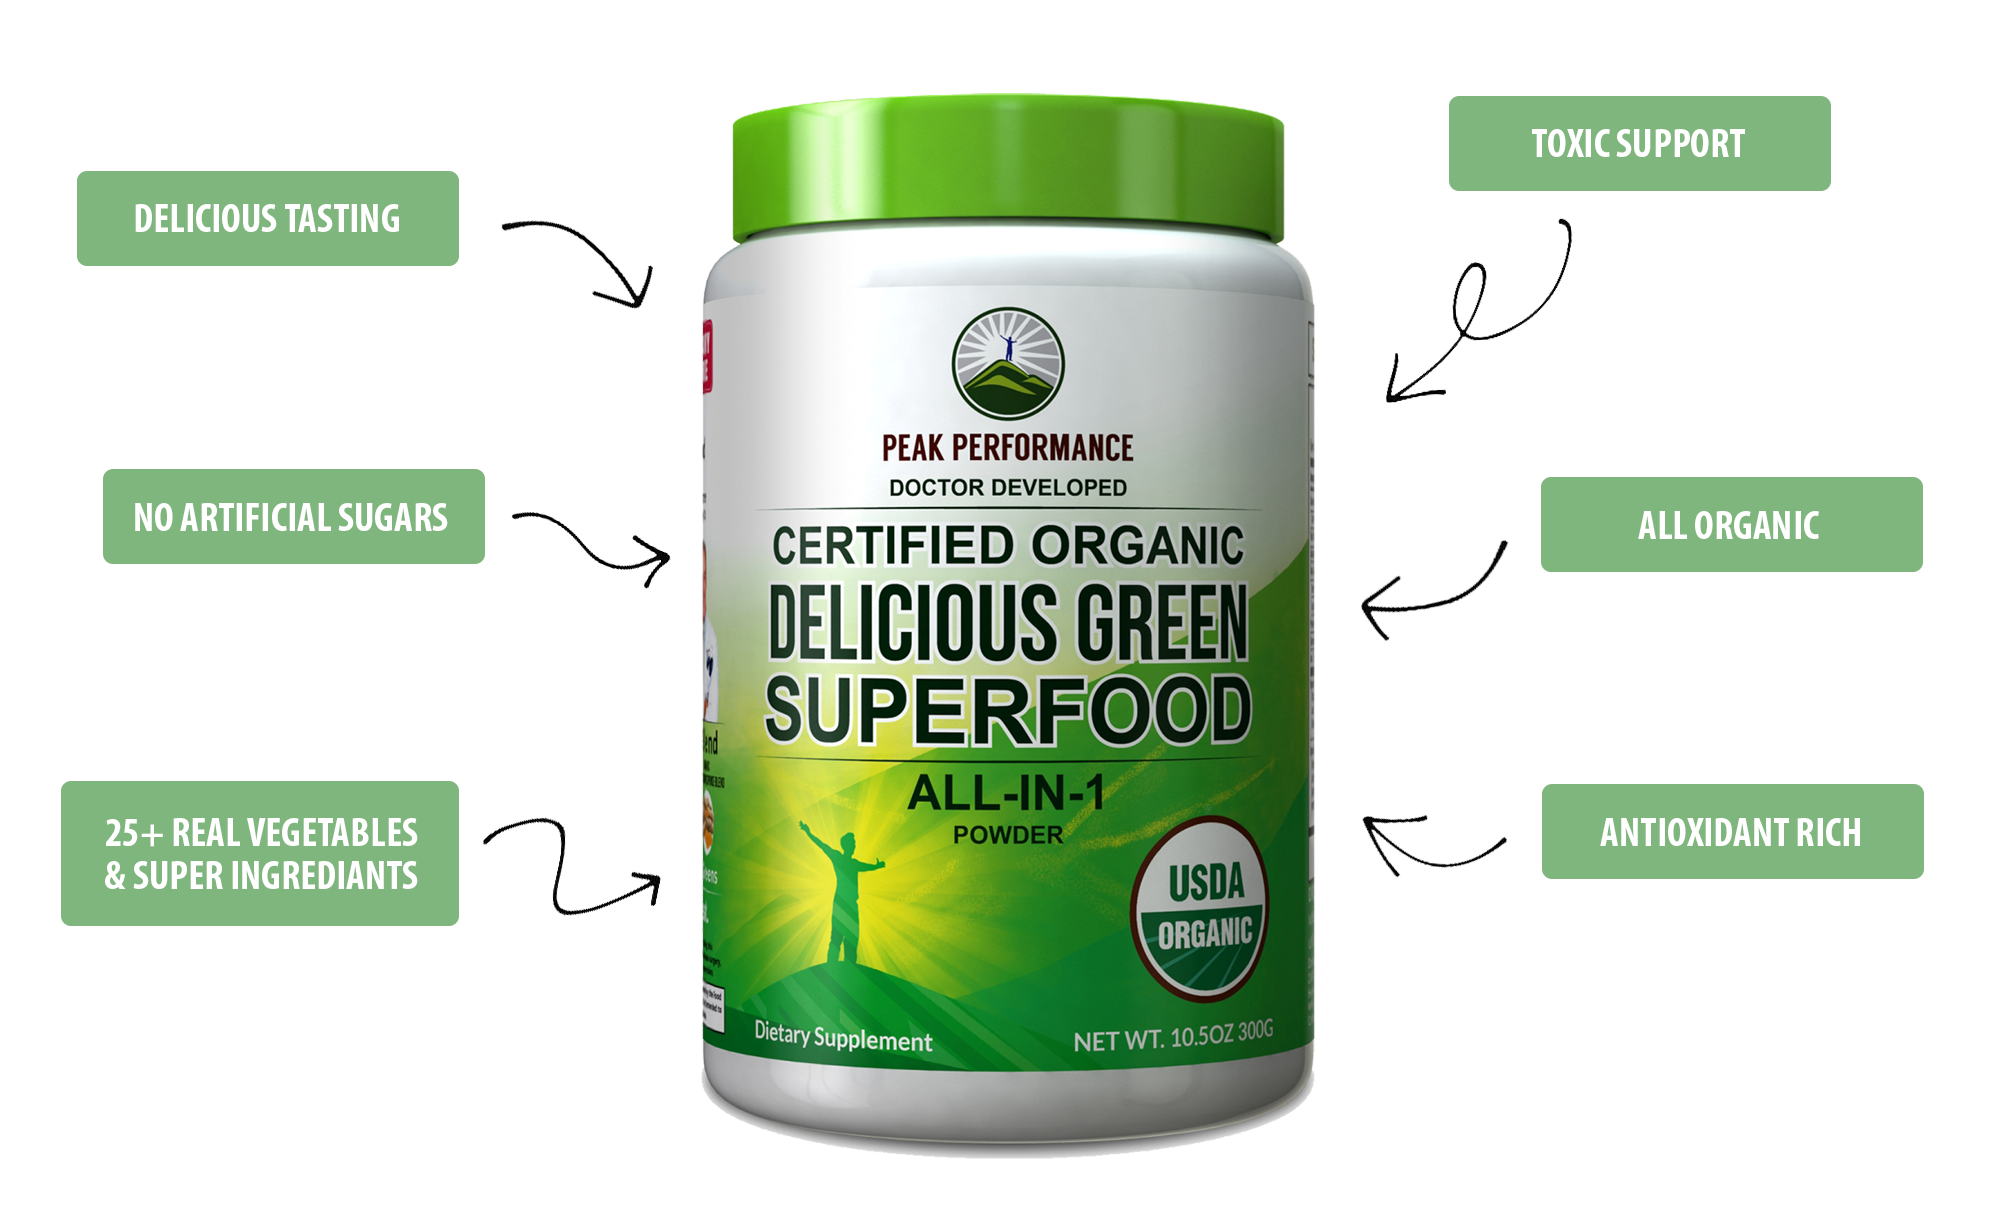 TOXIC SUPPORT
DELICIOUS TASTING
PEAK PERFORMANCE
DOCTOR DEVELOPED
NO ARTIFICIAL SUGARS
ALL ORGANIC
CERTIFIED ORGANIC
DELICIOUS GREEN
SUPERFOOD
ALL-IN-1
POWDER
25+ REAL VEGETABLES
& SUPER INGREDIANTS
ANTIOXIDANT RICH
USDA
ORGANIC
Dietary Supplement
NET WT. 10.5OZ 300G